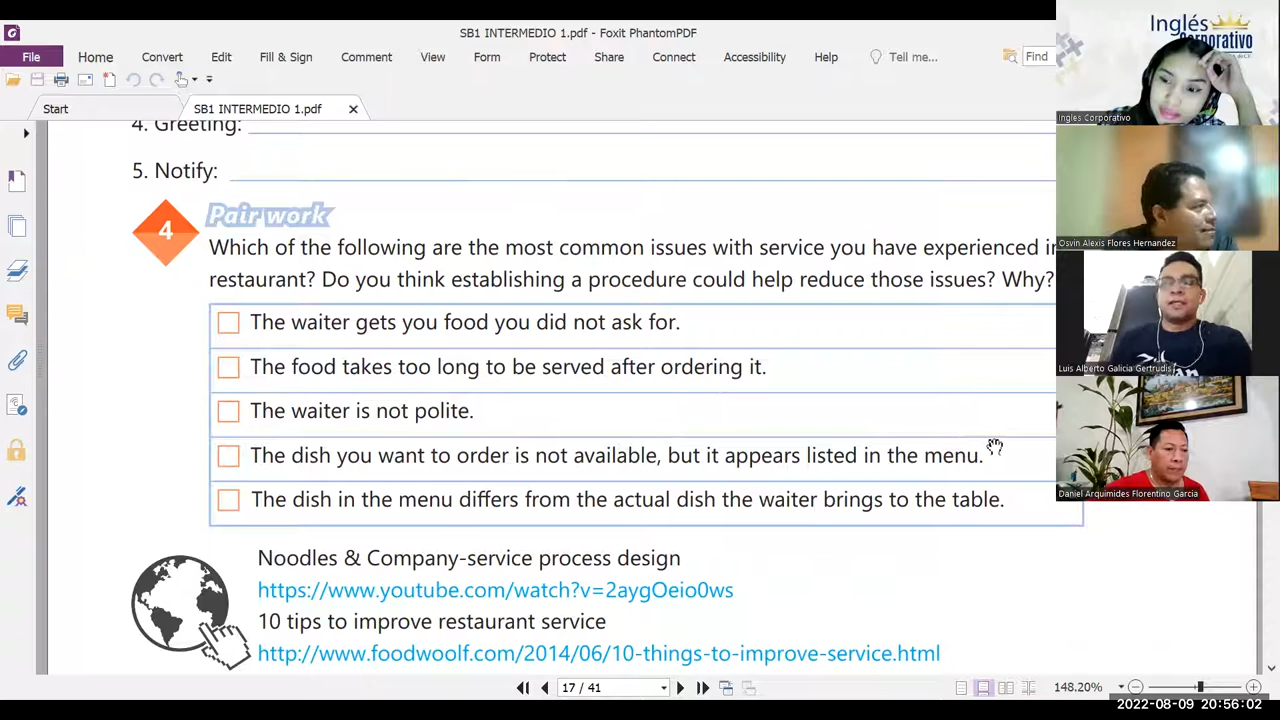 SB1 INTERMEDIO 1.pdf - Foxit PhantomPDF
File Home Convert Edit Fill & Sign Comment View Form Protect Share Connect Accessibility Help Tell me... Find
Start SB1 INTERMEDIO 1.pdf
4. Greeting:
5. Notify:
4 Pair work
Which of the following are the most common issues with service you have experienced in
restaurant? Do you think establishing a procedure could help reduce those issues? Why?
The waiter gets you food you did not ask for.
The food takes too long to be served after ordering it.
The waiter is not polite.
The dish you want to order is not available, but it appears listed in the menu.
The dish in the menu differs from the actual dish the waiter brings to the table.
Noodles & Company-service process design
https://www.youtube.com/watch?v=2aygOeio0ws
10 tips to improve restaurant service
http://www.foodwoolf.com/2014/06/10-things-to-improve-service.html
17 / 41
148.20%
Inglés
Corporativo
Ingles Corporativo
Osvin Alexis Flores Hernandez
Luis Alberto Galicia Gertrudis
Daniel Arquimides Florentino Garcia
2022-08-09 20:56:02